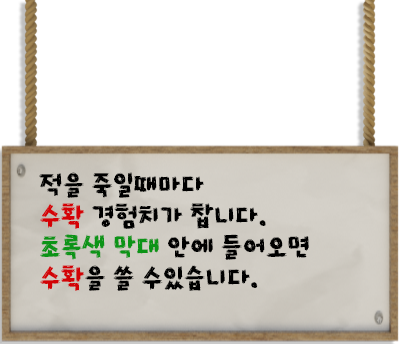 적을 죽일때마다
수확 경험치가 찹니다.
초록색 막대 안에 들어오면
수확을 쓸 수있습니다.